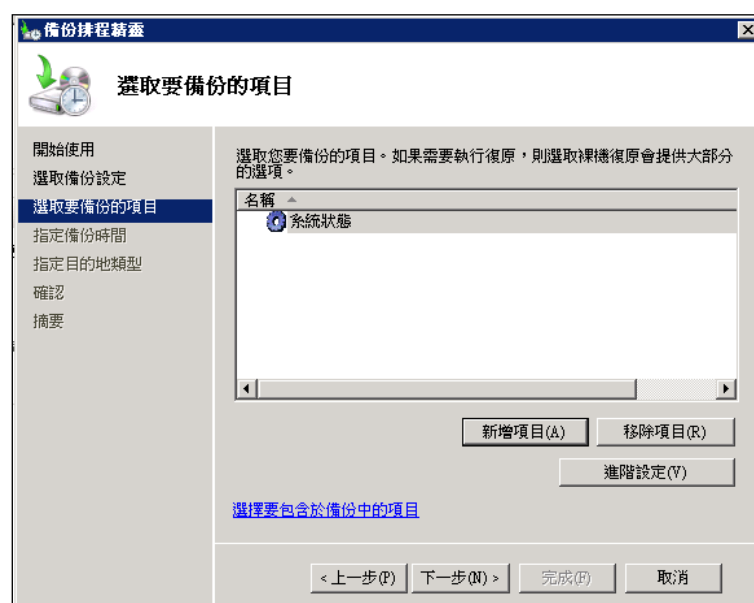 備份排程精靈
選取要備份的項目
開始使用
選取備份設定
選取要備份的項目
指定備份時間
指定目的地類型
確認
摘要
選取您要備份的項目。如果需要執行復原，則選取裸機復原會提供大部分
的選項。
名稱
系統狀態
新增項目(A)
移除項目(R)
進階設定(V)
選擇要包含於備份中的項目
< 上一步(P)
下一步(N) >
完成(F)
取消